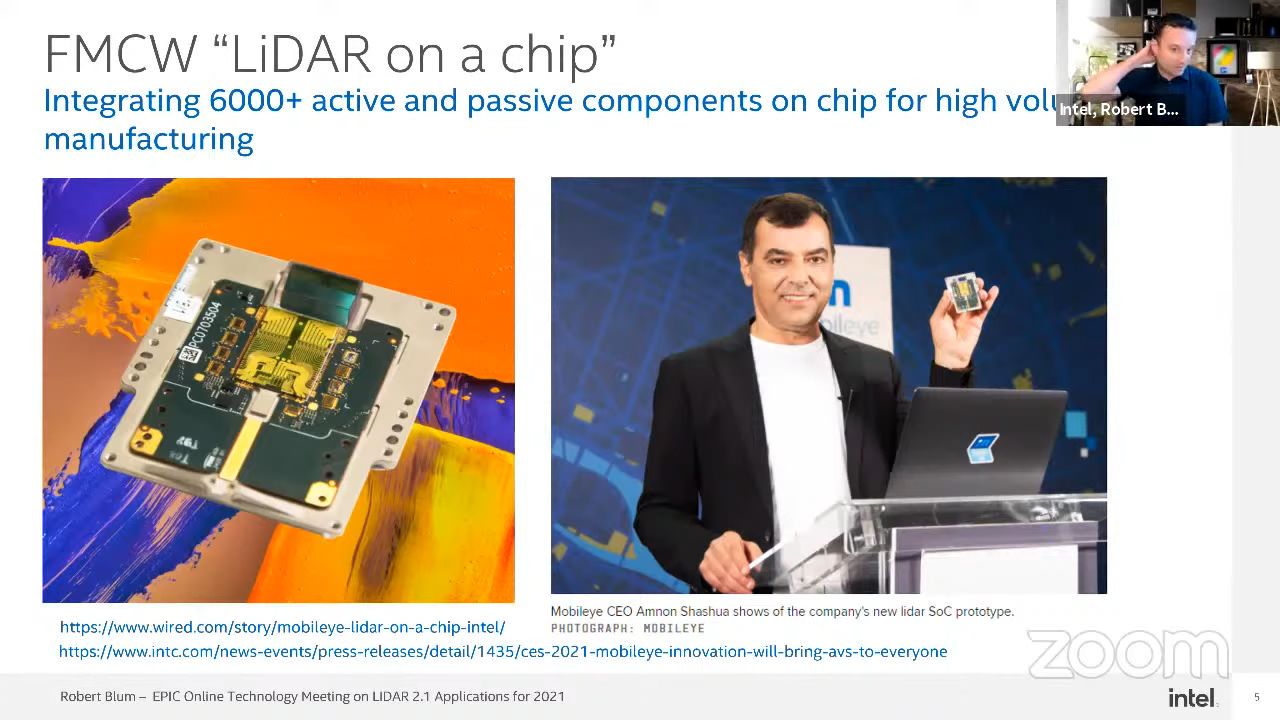 FMCW “LiDAR on a chip”
Integrating 6000+ active and passive components on chip for high
manufacturing
Intel, Robert B...
PC0703504
mobileye
https://www.wired.com/story/mobileye-lidar-on-a-chip-intel/
https://www.intc.com/news-events/press-releases/detail/1435/ces-2021-mobileye-innovation-will-bring-avs-to-everyone
Mobileye CEO Amnon Shashua shows of the company's new lidar SoC prototype.
PHOTOGRAPH: MOBILEYE
zoom
Robert Blum – EPIC Online Technology Meeting on LIDAR 2.1 Applications for 2021
intel.
5